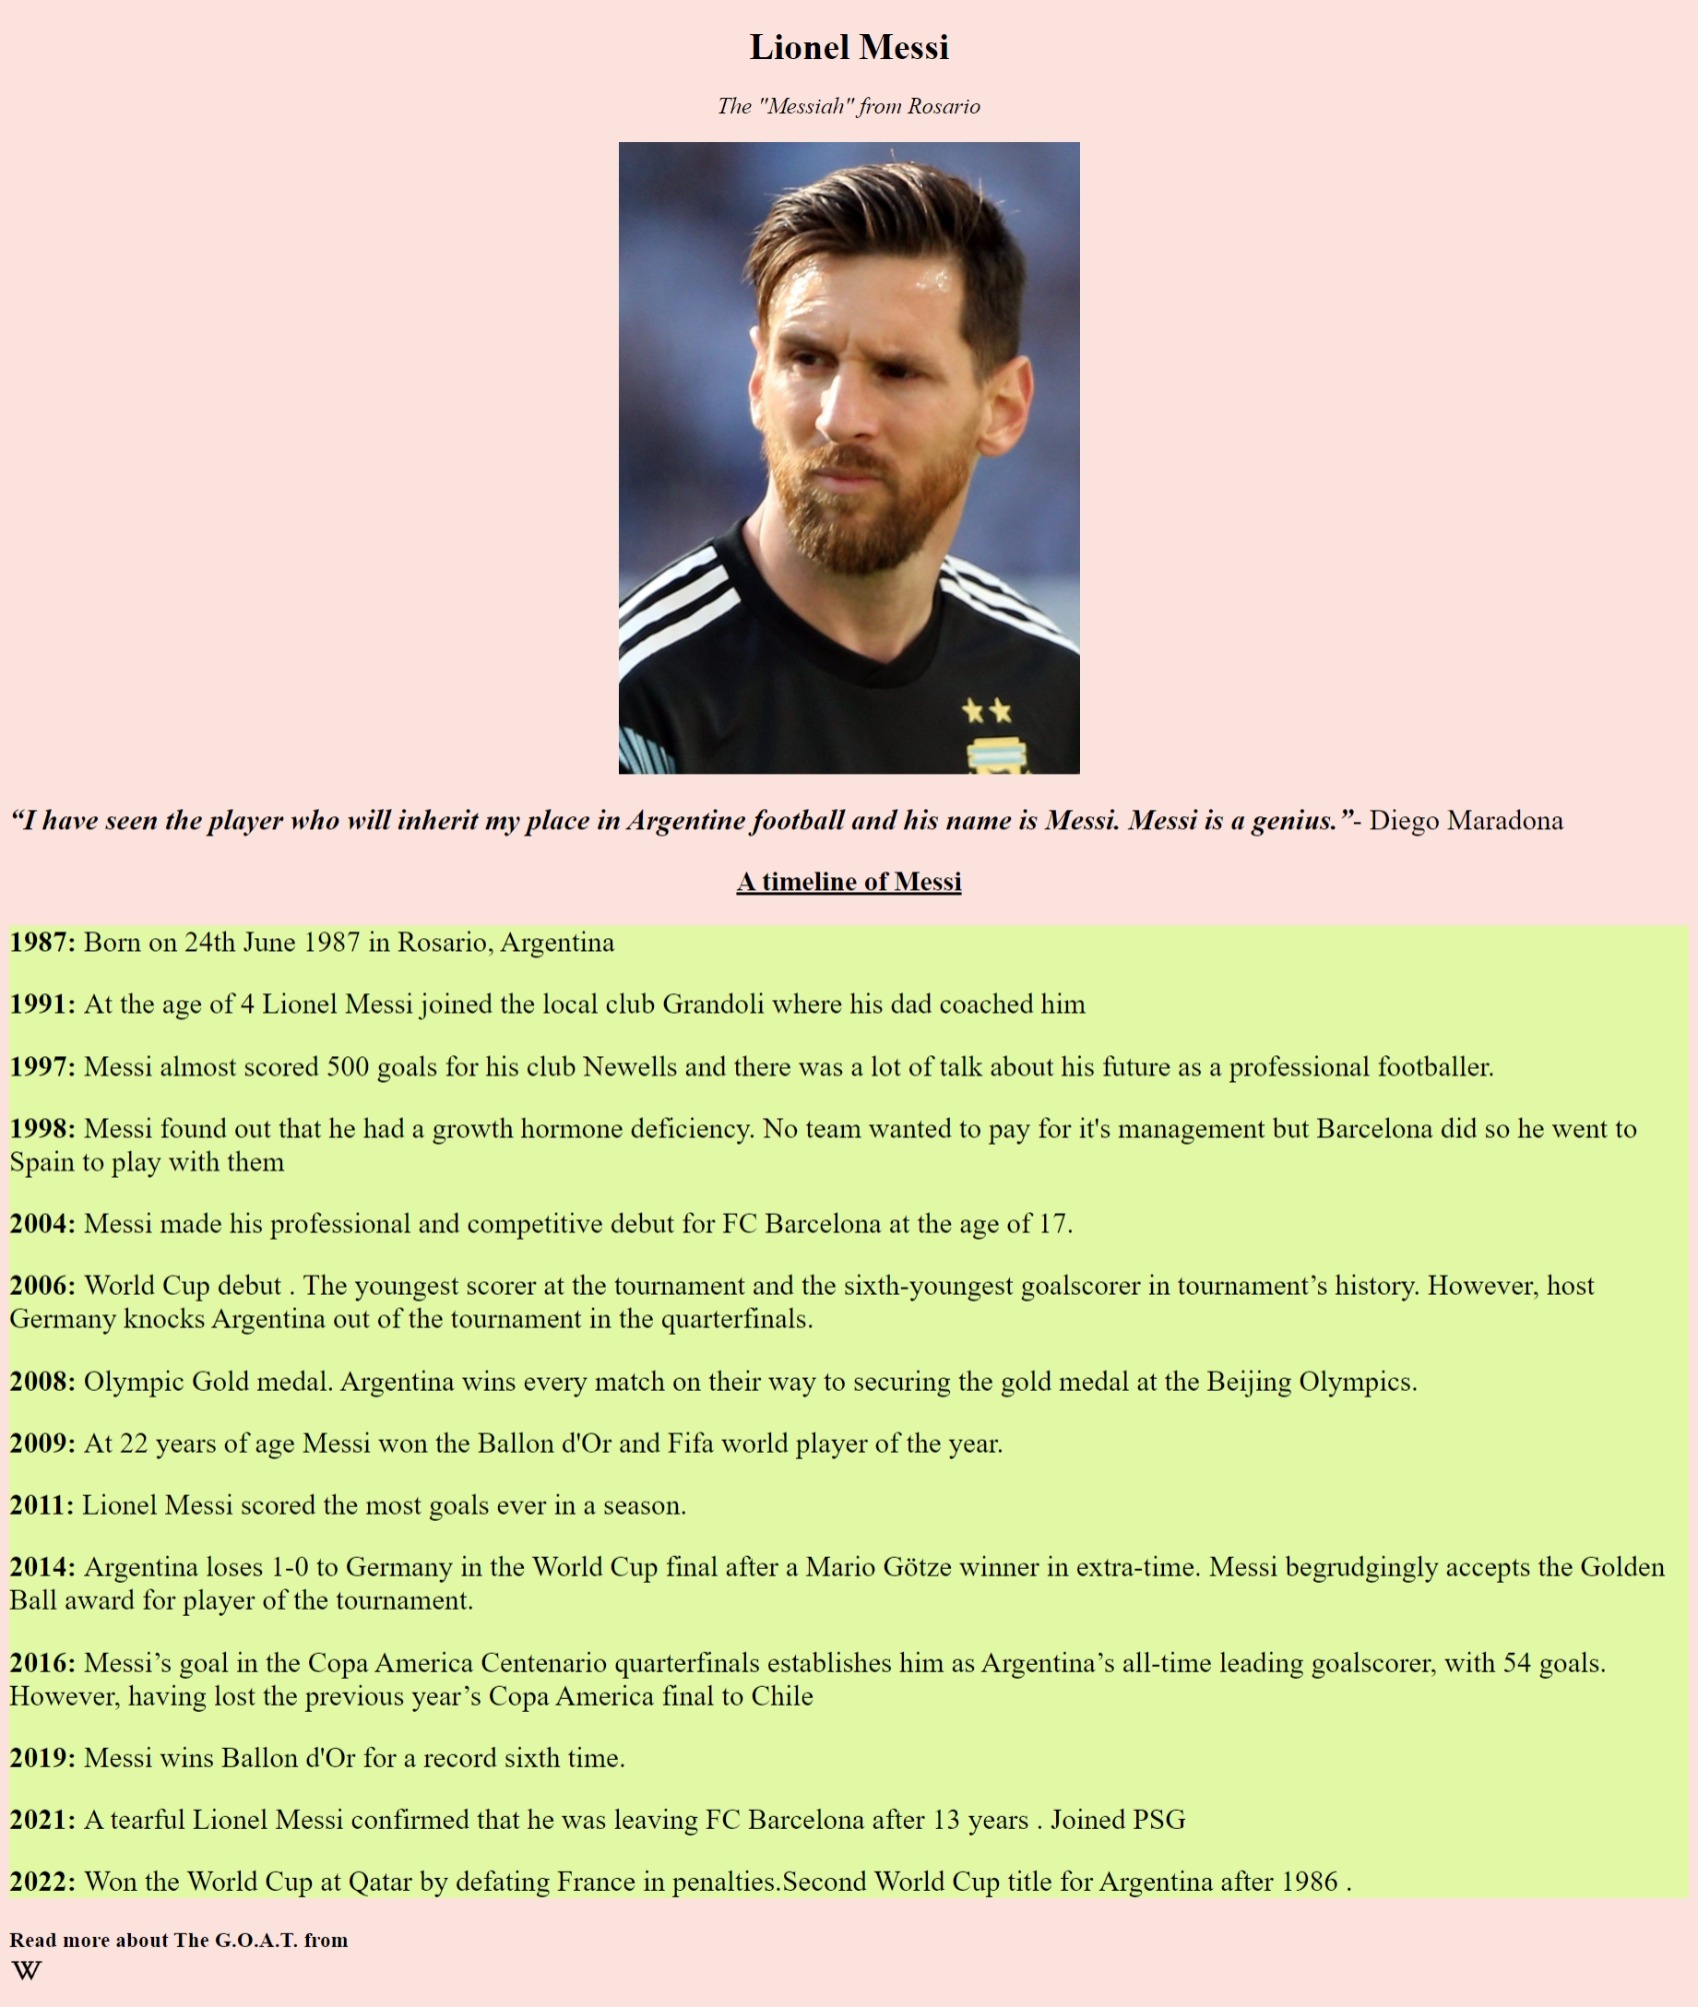 Lionel Messi
The "Messiah" from Rosario
“I have seen the player who will inherit my place in Argentine football and his name is Messi. Messi is a genius.”- Diego Maradona
A timeline of Messi
1987: Born on 24th June 1987 in Rosario, Argentina
1991: At the age of 4 Lionel Messi joined the local club Grandoli where his dad coached him
1997: Messi almost scored 500 goals for his club Newells and there was a lot of talk about his future as a professional footballer.
1998: Messi found out that he had a growth hormone deficiency. No team wanted to pay for it's management but Barcelona did so he went to
Spain to play with them
2004: Messi made his professional and competitive debut for FC Barcelona at the age of 17.
2006: World Cup debut . The youngest scorer at the tournament and the sixth-youngest goalscorer in tournament’s history. However, host
Germany knocks Argentina out of the tournament in the quarterfinals.
2008: Olympic Gold medal. Argentina wins every match on their way to securing the gold medal at the Beijing Olympics.
2009: At 22 years of age Messi won the Ballon d'Or and Fifa world player of the year.
2011: Lionel Messi scored the most goals ever in a season.
2014: Argentina loses 1-0 to Germany in the World Cup final after a Mario Götze winner in extra-time. Messi begrudgingly accepts the Golden
Ball award for player of the tournament.
2016: Messi’s goal in the Copa America Centenario quarterfinals establishes him as Argentina’s all-time leading goalscorer, with 54 goals.
However, having lost the previous year’s Copa America final to Chile
2019: Messi wins Ballon d'Or for a record sixth time.
2021: A tearful Lionel Messi confirmed that he was leaving FC Barcelona after 13 years . Joined PSG
2022: Won the World Cup at Qatar by defating France in penalties.Second World Cup title for Argentina after 1986 .
Read more about The G.O.A.T. from
W